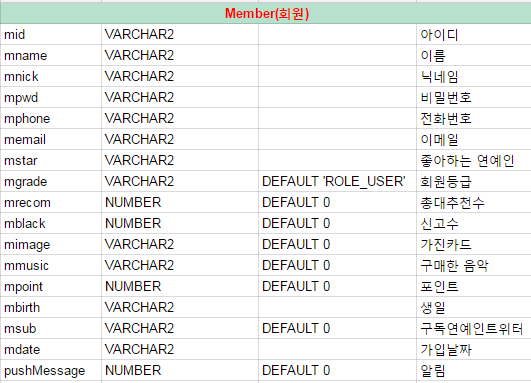 Member(회원)
mid VARCHAR2 아이디
mname VARCHAR2 이름
mnick VARCHAR2 닉네임
mpwd VARCHAR2 비밀번호
mphone VARCHAR2 전화번호
memail VARCHAR2 이메일
mstar VARCHAR2 좋아하는 연예인
mgrade VARCHAR2 DEFAULT 'ROLE_USER' 회원등급
mrecom NUMBER DEFAULT 0 총대추천수
mblack NUMBER DEFAULT 0 신고수
mimage VARCHAR2 DEFAULT 0 가진카드
mmusic VARCHAR2 DEFAULT 0 구매한 음악
mpoint NUMBER DEFAULT 0 포인트
mbirth VARCHAR2 생일
msub VARCHAR2 DEFAULT 0 구독연예인트위터
mdate VARCHAR2 가입날짜
pushMessage NUMBER DEFAULT 0 알림